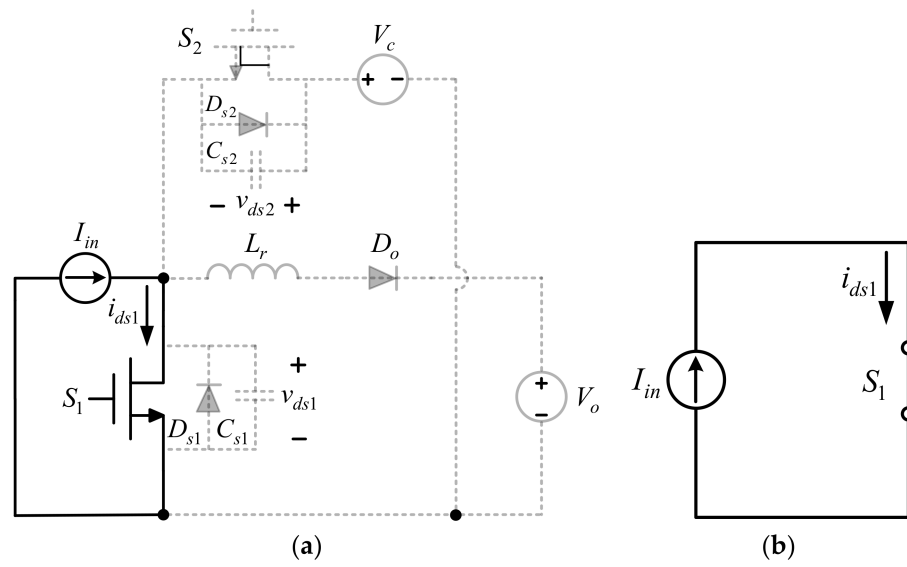 S2
Vc
+ −
Ds2
Cs2
− vds2 +
Iin
Lr
Do
ids1
S1
Ds1
Cs1
+
vds1
−
+
−
Vo
(a)
ids1
Iin
S1
(b)